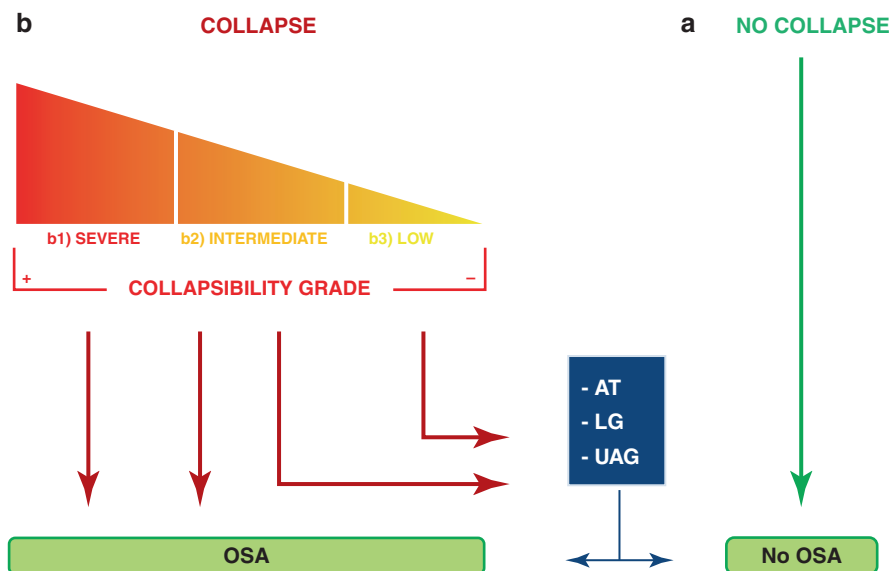 b
COLLAPSE
a
NO COLLAPSE
b1) SEVERE
b2) INTERMEDIATE
b3) LOW
+
–
COLLAPSIBILITY GRADE
- AT
- LG
- UAG
OSA
No OSA